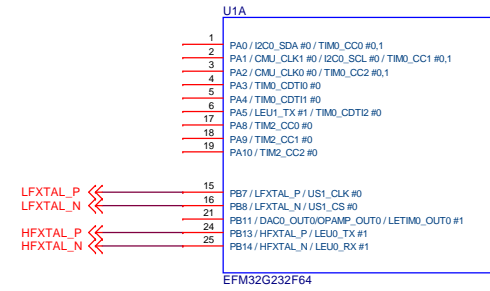 U1A
1 PA0 / I2C0_SDA #0 / TIM0_CC0 #0,1
2 PA1 / CMU_CLK1 #0 / I2C0_SCL #0 / TIM0_CC1 #0,1
3 PA2 / CMU_CLK0 #0 / TIM0_CC2 #0,1
4 PA3 / TIM0_CDTI0 #0
5 PA4 / TIM0_CDTI1 #0
6 PA5 / LEU1_TX #1 / TIM0_CDTI2 #0
17 PA8 / TIM2_CC0 #0
18 PA9 / TIM2_CC1 #0
19 PA10 / TIM2_CC2 #0
LFXTAL_P 15 PB7 / LFXTAL_P / US1_CLK #0
LFXTAL_N 16 PB8 / LFXTAL_N / US1_CS #0
21 PB11 / DAC0_OUT0/OPAMP_OUT0 / LETIM0_OUT0 #1
HFXTAL_P 24 PB13 / HFXTAL_P / LEU0_TX #1
HFXTAL_N 25 PB14 / HFXTAL_N / LEU0_RX #1
EFM32G232F64